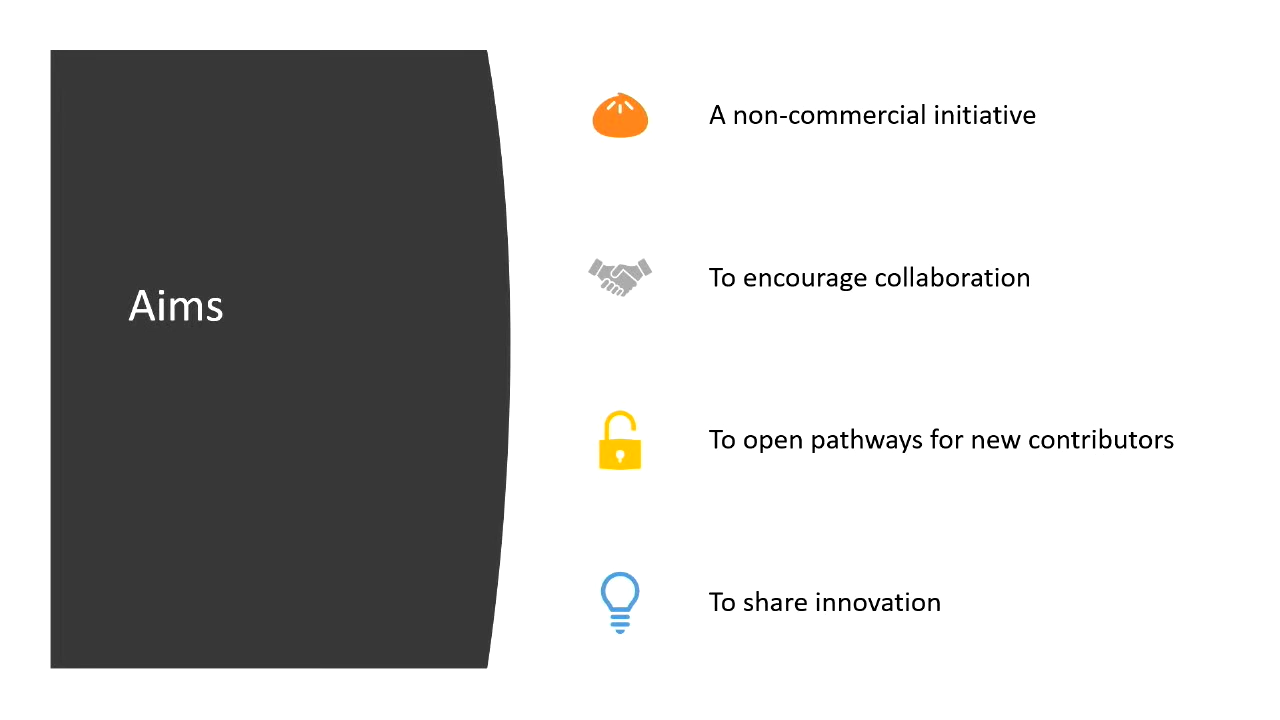 Aims
A non-commercial initiative
To encourage collaboration
To open pathways for new contributors
To share innovation